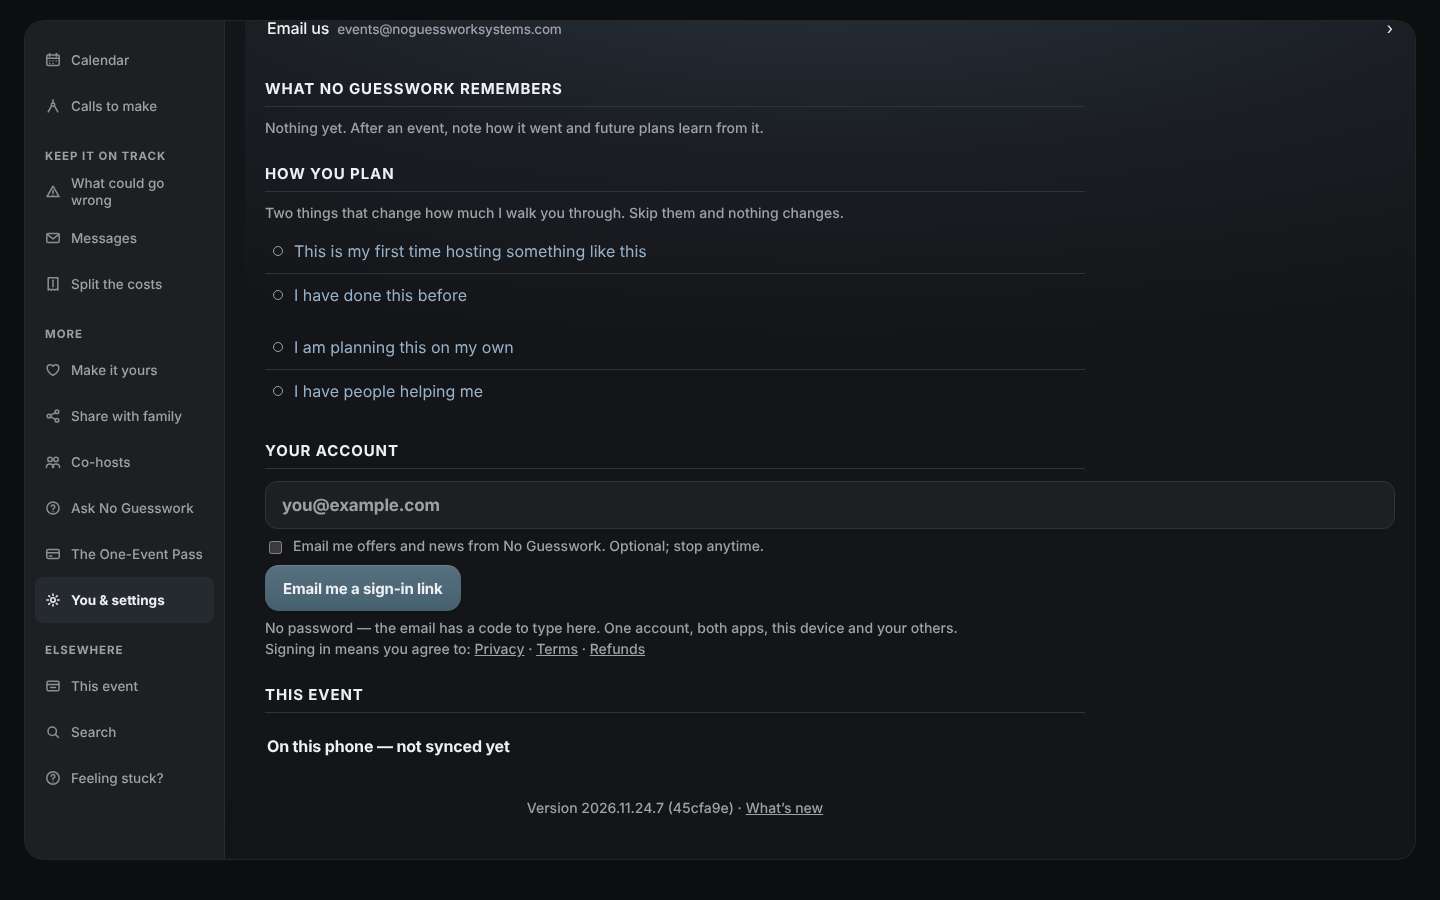 Calendar
Calls to make
KEEP IT ON TRACK
What could go
wrong
Messages
Split the costs
MORE
Make it yours
Share with family
Co-hosts
Ask No Guesswork
The One-Event Pass
You & settings
ELSEWHERE
This event
Search
Feeling stuck?
Email us events@noguessworksystems.com
WHAT NO GUESSWORK REMEMBERS
Nothing yet. After an event, note how it went and future plans learn from it.
HOW YOU PLAN
Two things that change how much I walk you through. Skip them and nothing changes.
This is my first time hosting something like this
I have done this before
I am planning this on my own
I have people helping me
YOUR ACCOUNT
you@example.com
Email me offers and news from No Guesswork. Optional; stop anytime.
Email me a sign-in link
No password — the email has a code to type here. One account, both apps, this device and your others.
Signing in means you agree to: Privacy · Terms · Refunds
THIS EVENT
On this phone — not synced yet
Version 2026.11.24.7 (45cfa9e) · What's new